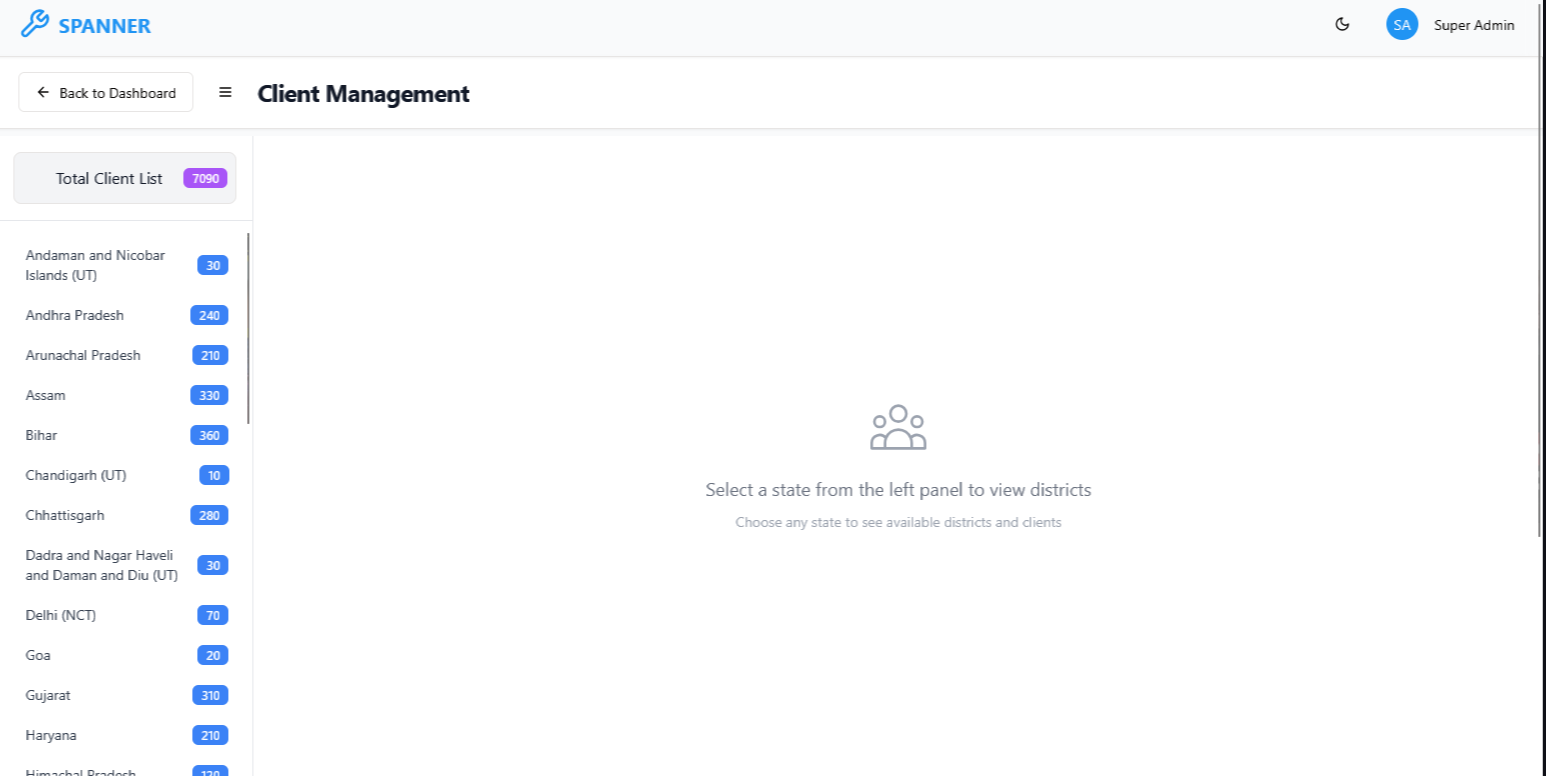 SPANNER
SA
Super Admin
Back to Dashboard
Client Management
Total Client List 7090
Andaman and Nicobar
Islands (UT)
30
Andhra Pradesh 240
Arunachal Pradesh 210
Assam 330
Bihar 360
Chandigarh (UT) 10
Chhattisgarh 280
Dadra and Nagar Haveli
and Daman and Diu (UT)
30
Delhi (NCT) 70
Goa 20
Gujarat 310
Haryana 210
Himachal Pradesh 120
Select a state from the left panel to view districts
Choose any state to see available districts and clients